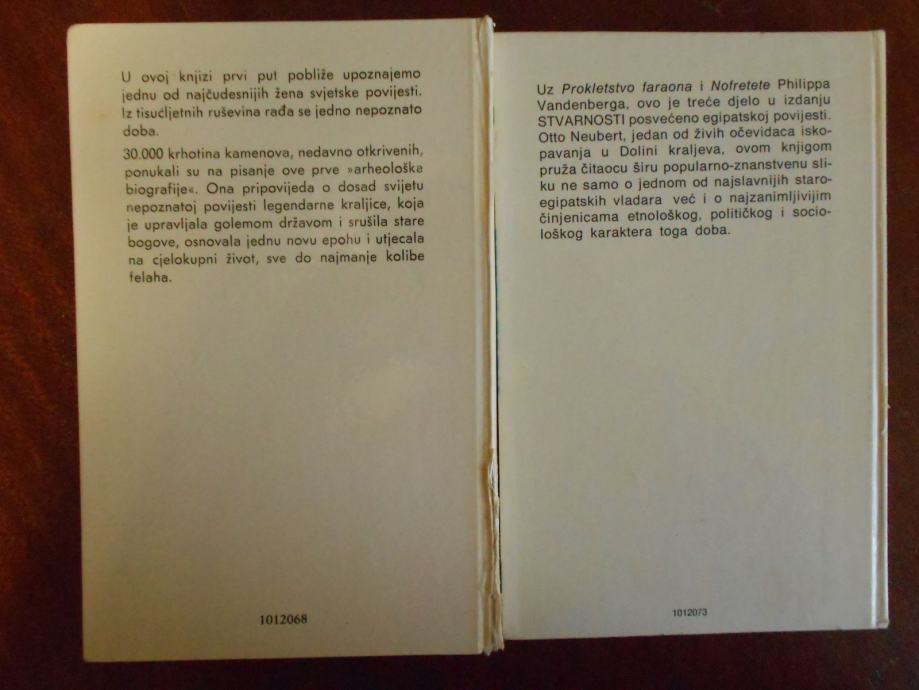 U ovoj knjizi prvi put pobliže upoznajemo
jednu od najčudesnijih žena svjetske povijesti.
Iz tisućljetnih ruševina rađa se jedno nepoznato
doba.
30.000 krhotina kamenova, nedavno otkrivenih,
ponukali su na pisanje ove prve »arheološke
biografije«. Ona pripovijeda o dosad svijetu
nepoznatoj povijesti legendarne kraljice, koja
je upravljala golemom državom i srušila stare
bogove, osnovala jednu novu epohu i utjecala
na cjelokupni život, sve do najmanje kolibe
felaha.
1012068
Uz Prokletstvo faraona i Nofretete Philippa
Vandenberga, ovo je treće djelo u izdanju
STVARNOSTI posvećeno egipatskoj povijesti.
Otto Neubert, jedan od živih očevidaca isko-
pavanja u Dolini kraljeva, ovom knjigom
pruža čitaocu širu popularno-znanstvenu sli-
ku ne samo o jednom od najslavnijih staro-
egipatskih vladara već i o najzanimljivijim
činjenicama etnološkog, političkog i socio-
loškog karaktera toga doba.
1012073